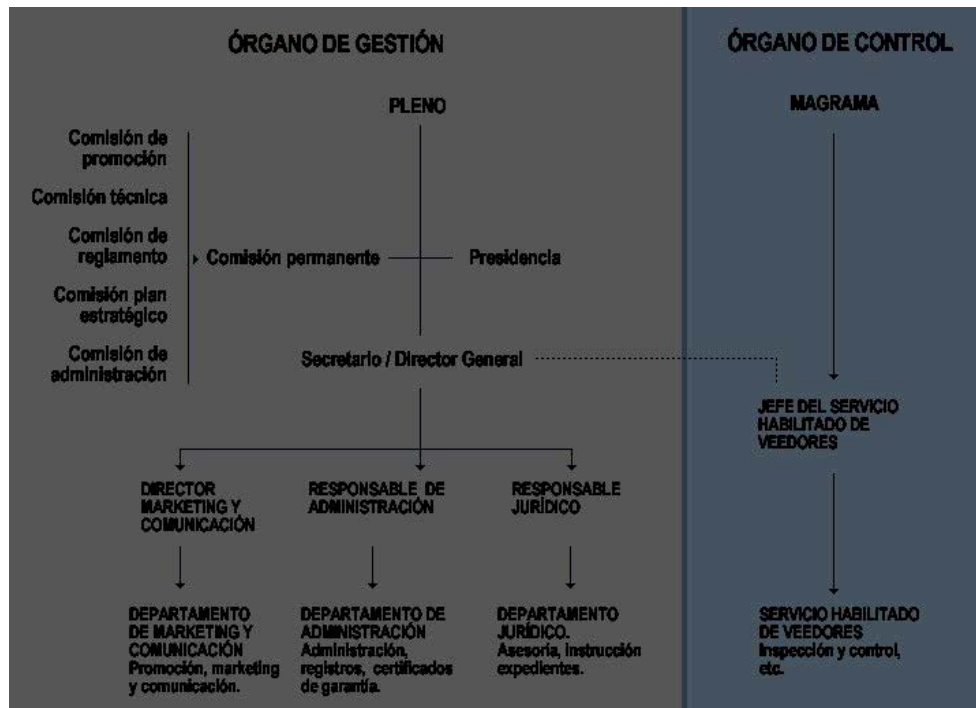 ÓRGANO DE GESTIÓN
ÓRGANO DE CONTROL
PLENO
MAGRAMA
Comisión de
promoción
Comisión técnica
Comisión de
reglamento
Comisión plan
estratégico
Comisión de
administración
Comisión permanente
Presidencia
Secretario / Director General
JEFE DEL SERVICIO
HABILITADO DE
VEEDORES
DIRECTOR
MARKETING Y
COMUNICACIÓN
RESPONSABLE DE
ADMINISTRACIÓN
RESPONSABLE
JURÍDICO
DEPARTAMENTO
DE MARKETING Y
COMUNICACIÓN
Promoción, marketing
y comunicación.
DEPARTAMENTO DE
ADMINISTRACIÓN
Administración,
registros, certificados
de garantía.
DEPARTAMENTO
JURÍDICO.
Asesoría, instrucción
expedientes.
SERVICIO HABILITADO
DE VEEDORES
Inspección y control,
etc.